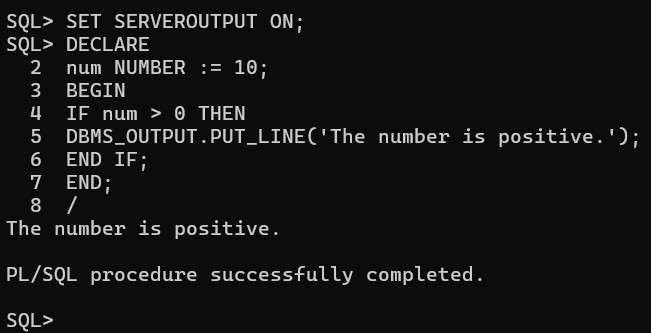 SQL> SET SERVEROUTPUT ON;
SQL> DECLARE
  2  num NUMBER := 10;
  3  BEGIN
  4  IF num > 0 THEN
  5  DBMS_OUTPUT.PUT_LINE('The number is positive.');
  6  END IF;
  7  END;
  8  /
The number is positive.

PL/SQL procedure successfully completed.

SQL>